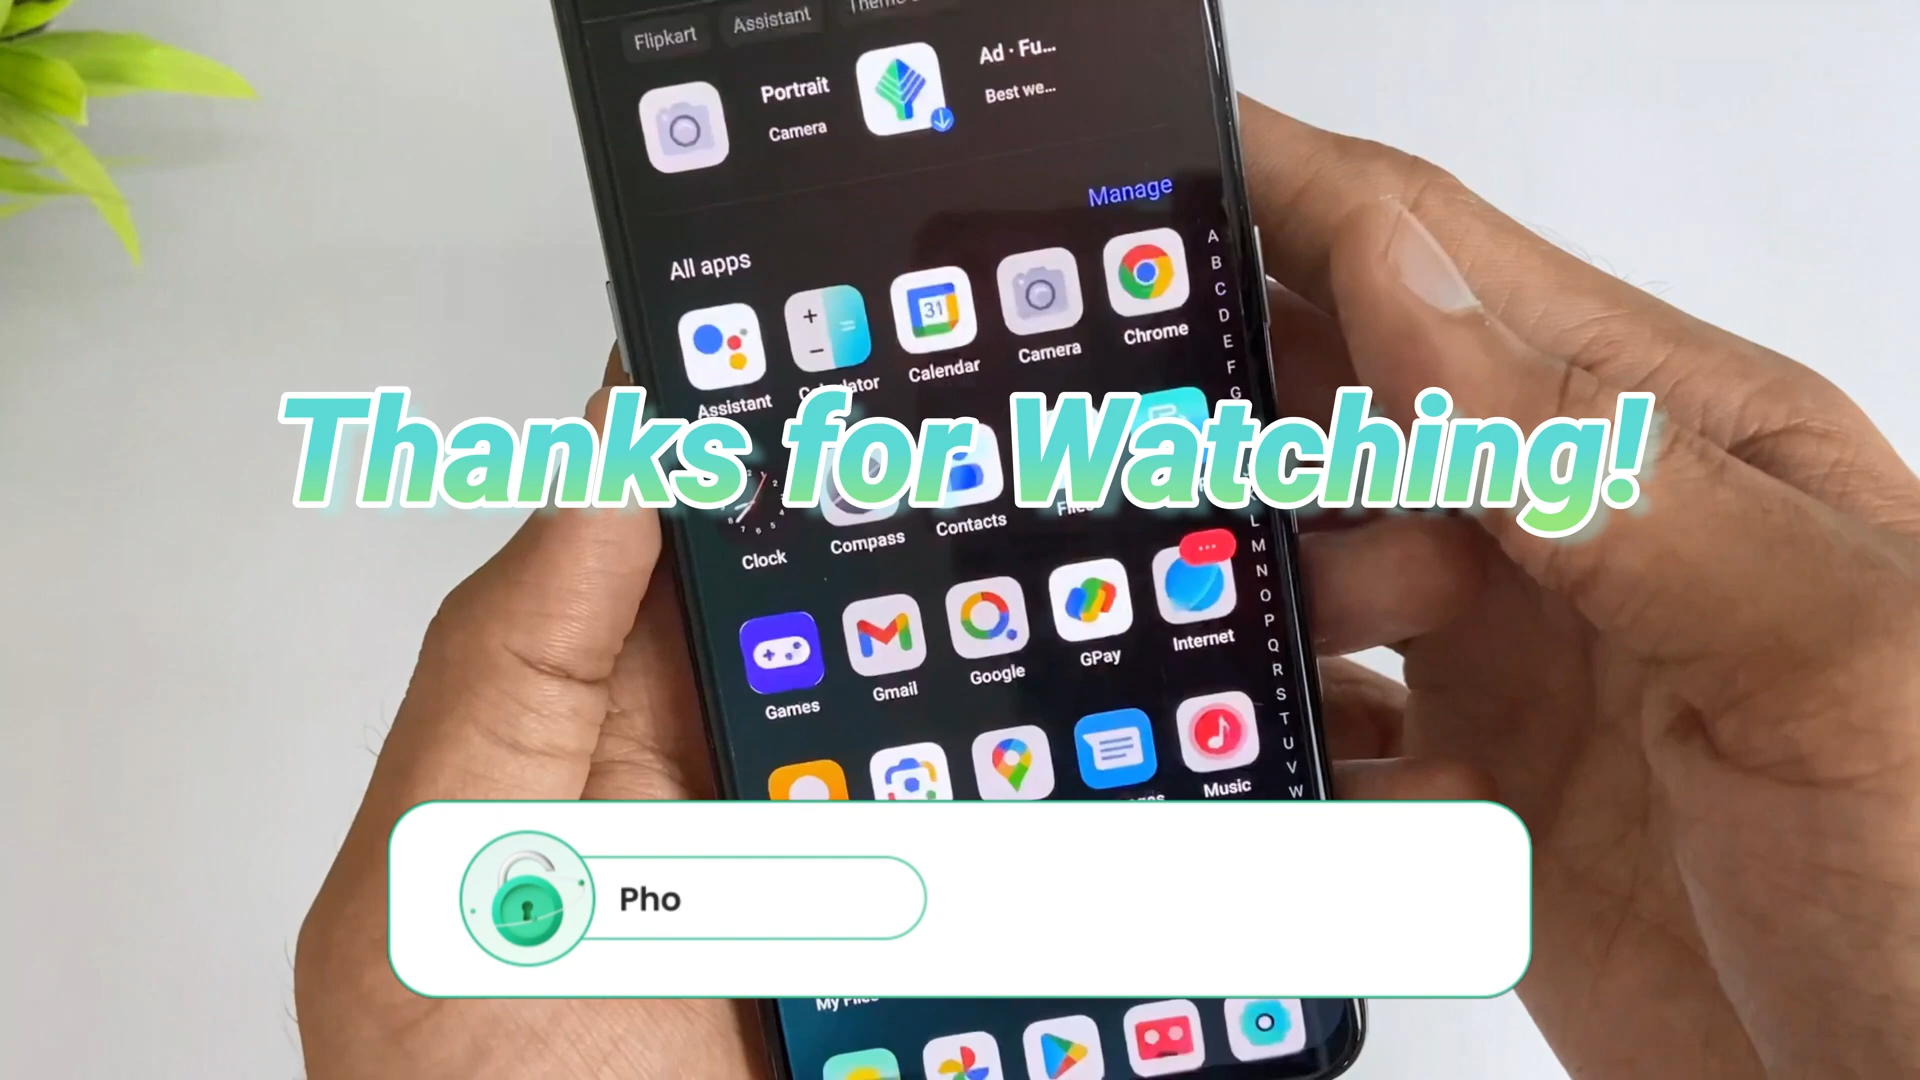 Flipkart
Assistant
Portrait
Camera
Ad · Fu...
Best we...
Manage
All apps
31
Assistant
Calendar
Camera
Chrome
A
B
C
D
E
F
G
Thanks for Watching!
Clock
Compass
Contacts
L
M
N
O
P
Q
R
S
T
U
V
W
Games
Gmail
Google
GPay
Internet
Music
Pho